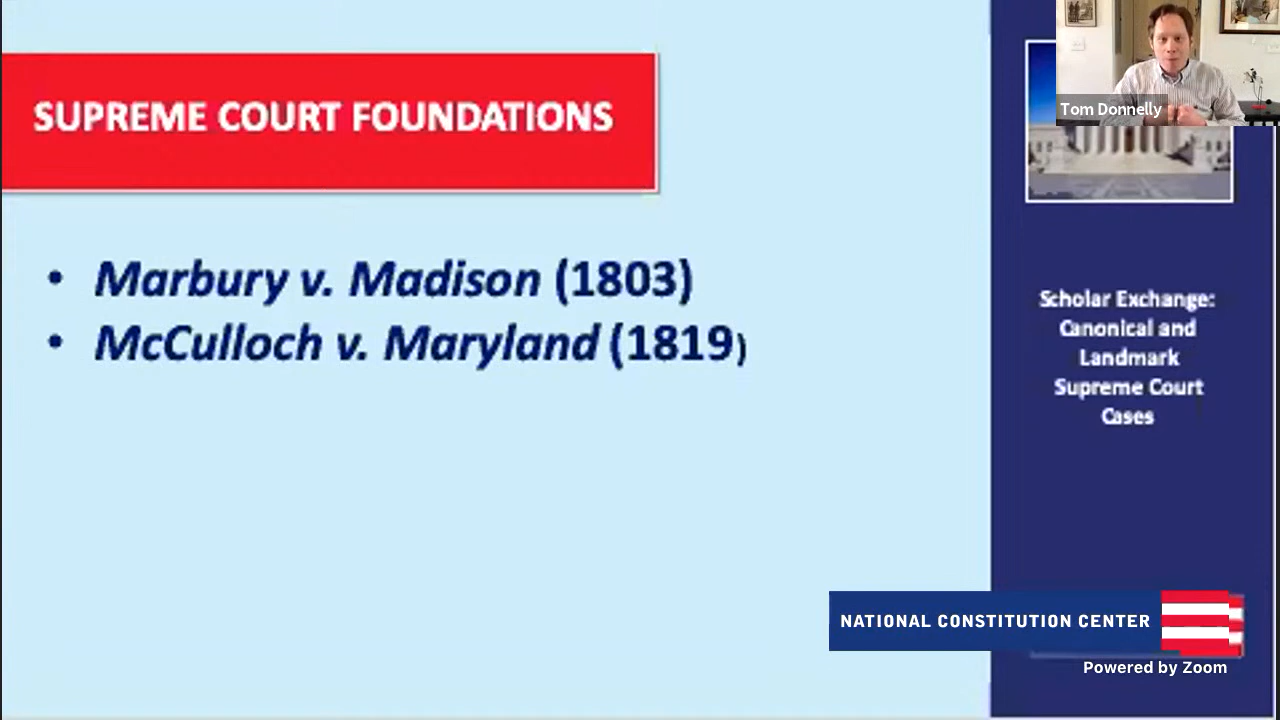 SUPREME COURT FOUNDATIONS
• Marbury v. Madison (1803)
• McCulloch v. Maryland (1819)
Tom Donnelly
Scholar Exchange:
Canonical and
Landmark
Supreme Court
Cases
NATIONAL CONSTITUTION CENTER
Powered by Zoom